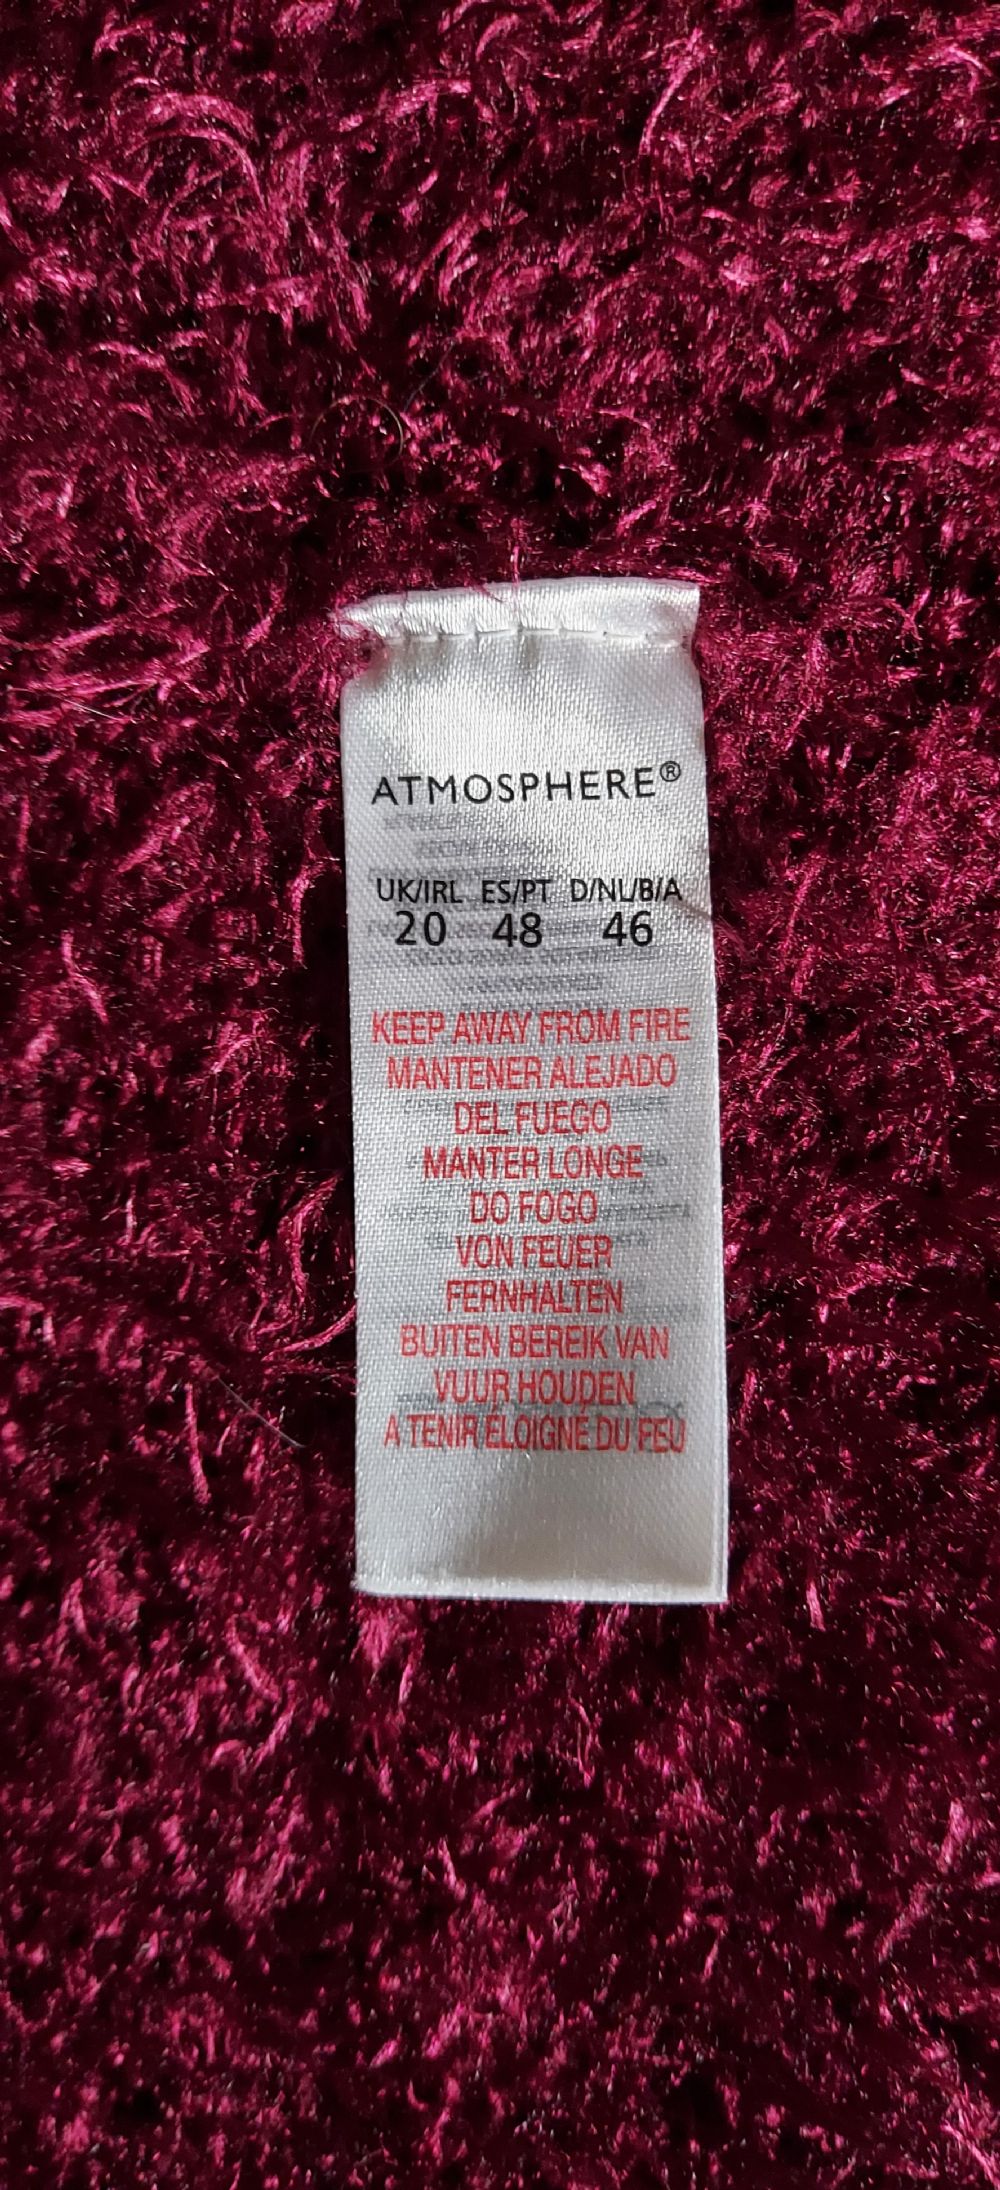 ATMOSPHERE®
UK/IRL ES/PT D/NL/B/A
20 48 46
KEEP AWAY FROM FIRE
MANTENER ALEJADO
DEL FUEGO
MANTER LONGE
DO FOGO
VON FEUER
FERNHALTEN
BUITEN BEREIK VAN
VUUR HOUDEN
A TENIR ÉLOIGNÉ DU FEU